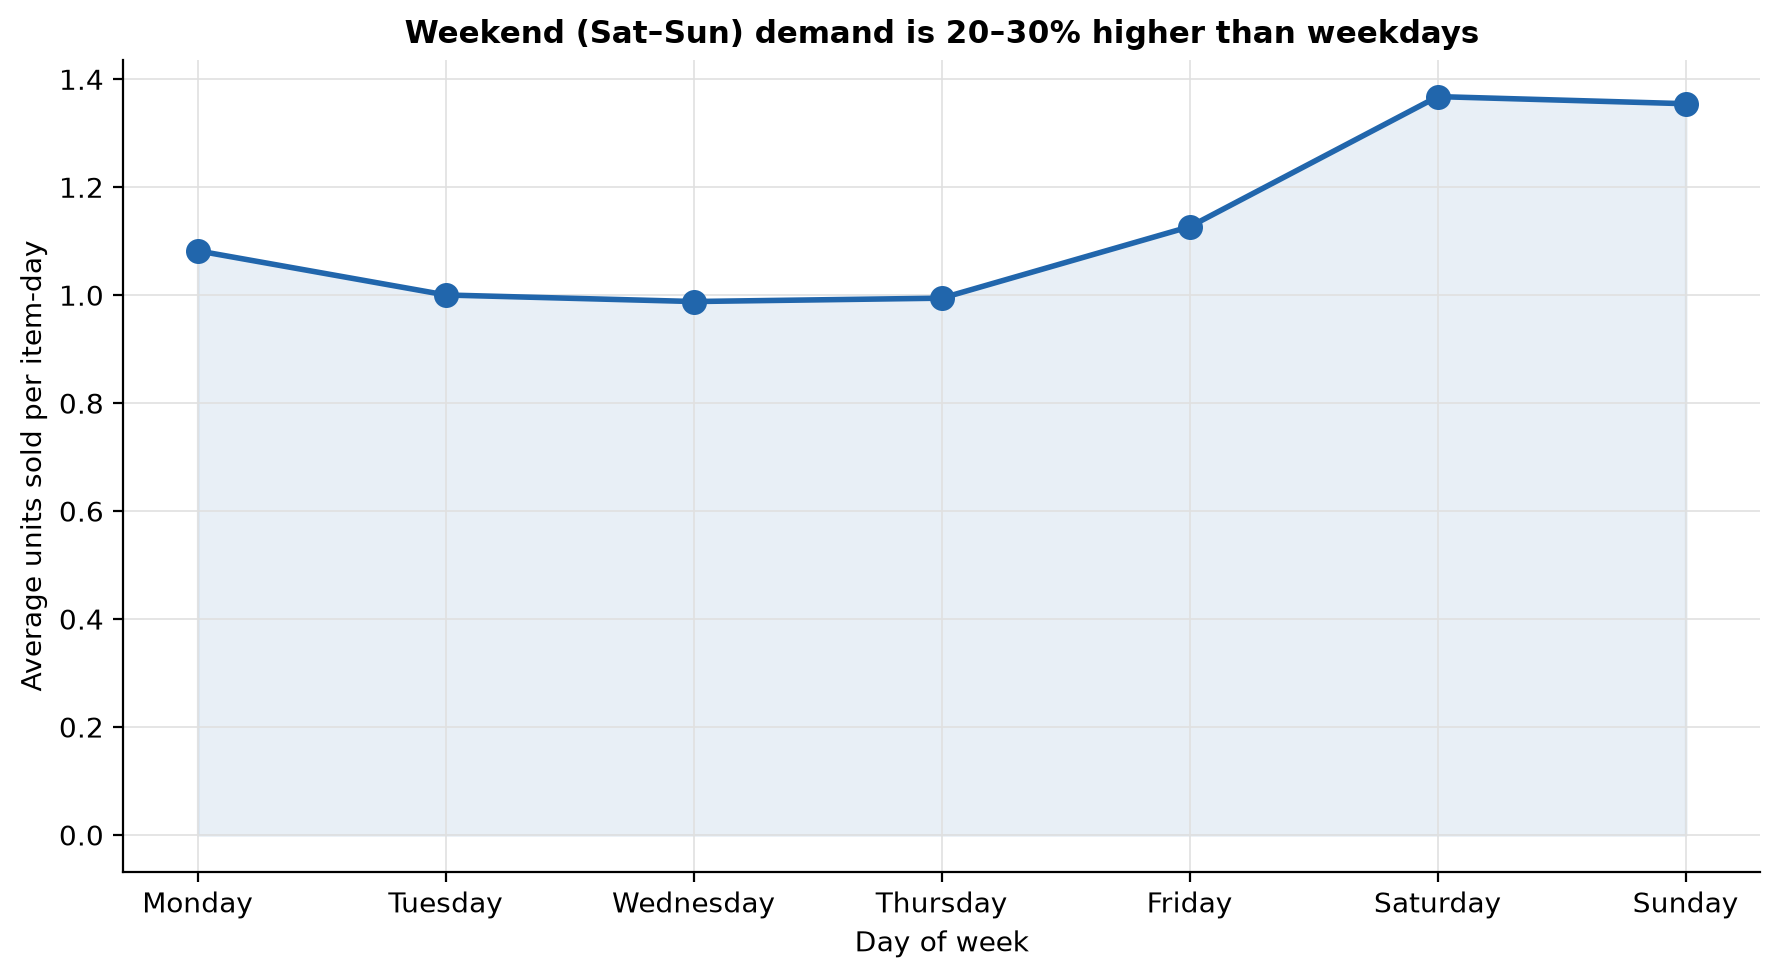 Weekend (Sat–Sun) demand is 20–30% higher than weekdays
Average units sold per item-day
1.4
1.2
1.0
0.8
0.6
0.4
0.2
0.0
Monday Tuesday Wednesday Thursday Friday Saturday Sunday
Day of week